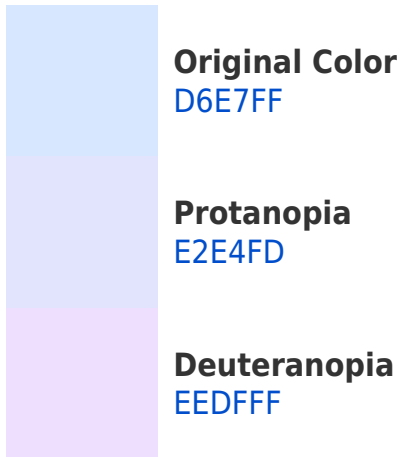 Original Color
D6E7FF
Protanopia
E2E4FD
Deuteranopia
EEDFFF